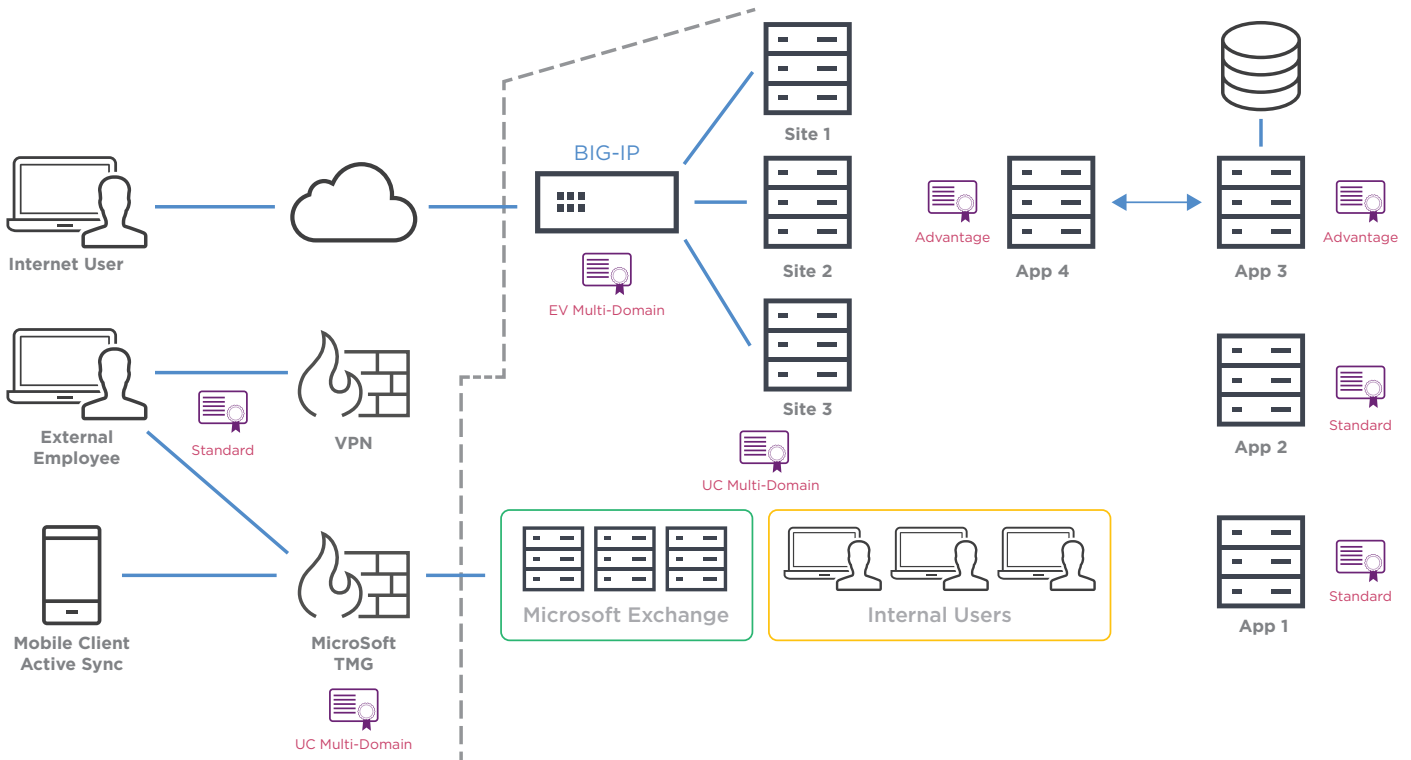 Site 1
BIG-IP
Internet User
EV Multi-Domain
Site 2
Advantage
App 4
App 3
Advantage
External
Employee
Standard
VPN
Site 3
UC Multi-Domain
App 2
Standard
Mobile Client
Active Sync
MicroSoft
TMG
UC Multi-Domain
Microsoft Exchange
Internal Users
App 1
Standard